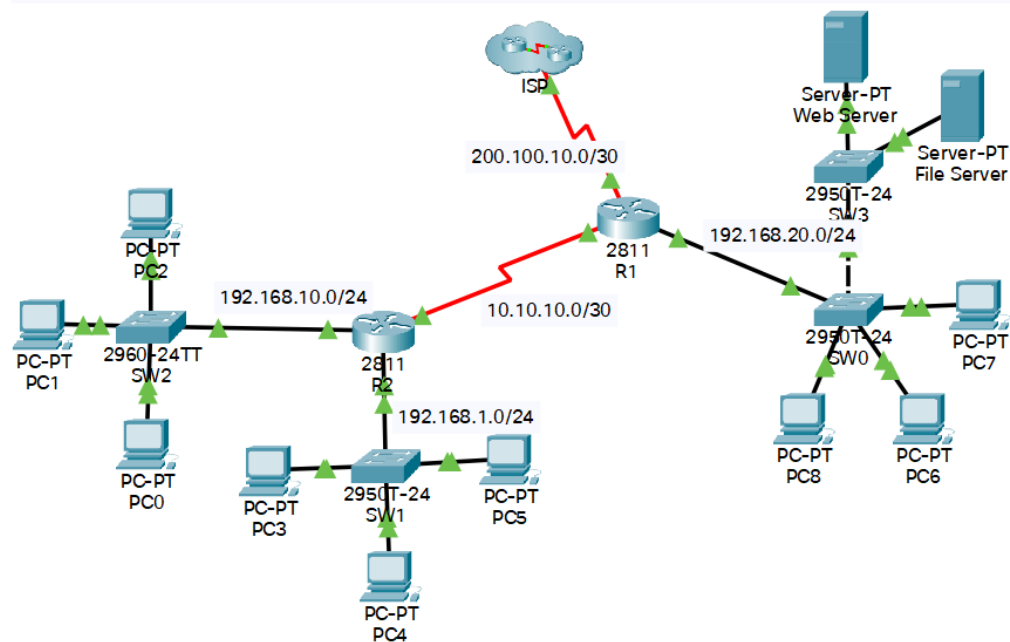 ISP
200.100.10.0/30
Server-PT
Web Server
Server-PT
File Server
2950T-24
SW3
2811
R1
192.168.20.0/24
PC-PT
PC2
192.168.10.0/24
10.10.10.0/30
PC-PT
PC1
2960-24TT
SW2
2811
R2
2950T-24
SW0
PC-PT
PC7
192.168.1.0/24
PC-PT
PC0
PC-PT
PC3
2950T-24
SW1
PC-PT
PC5
PC-PT
PC8
PC-PT
PC6
PC-PT
PC4